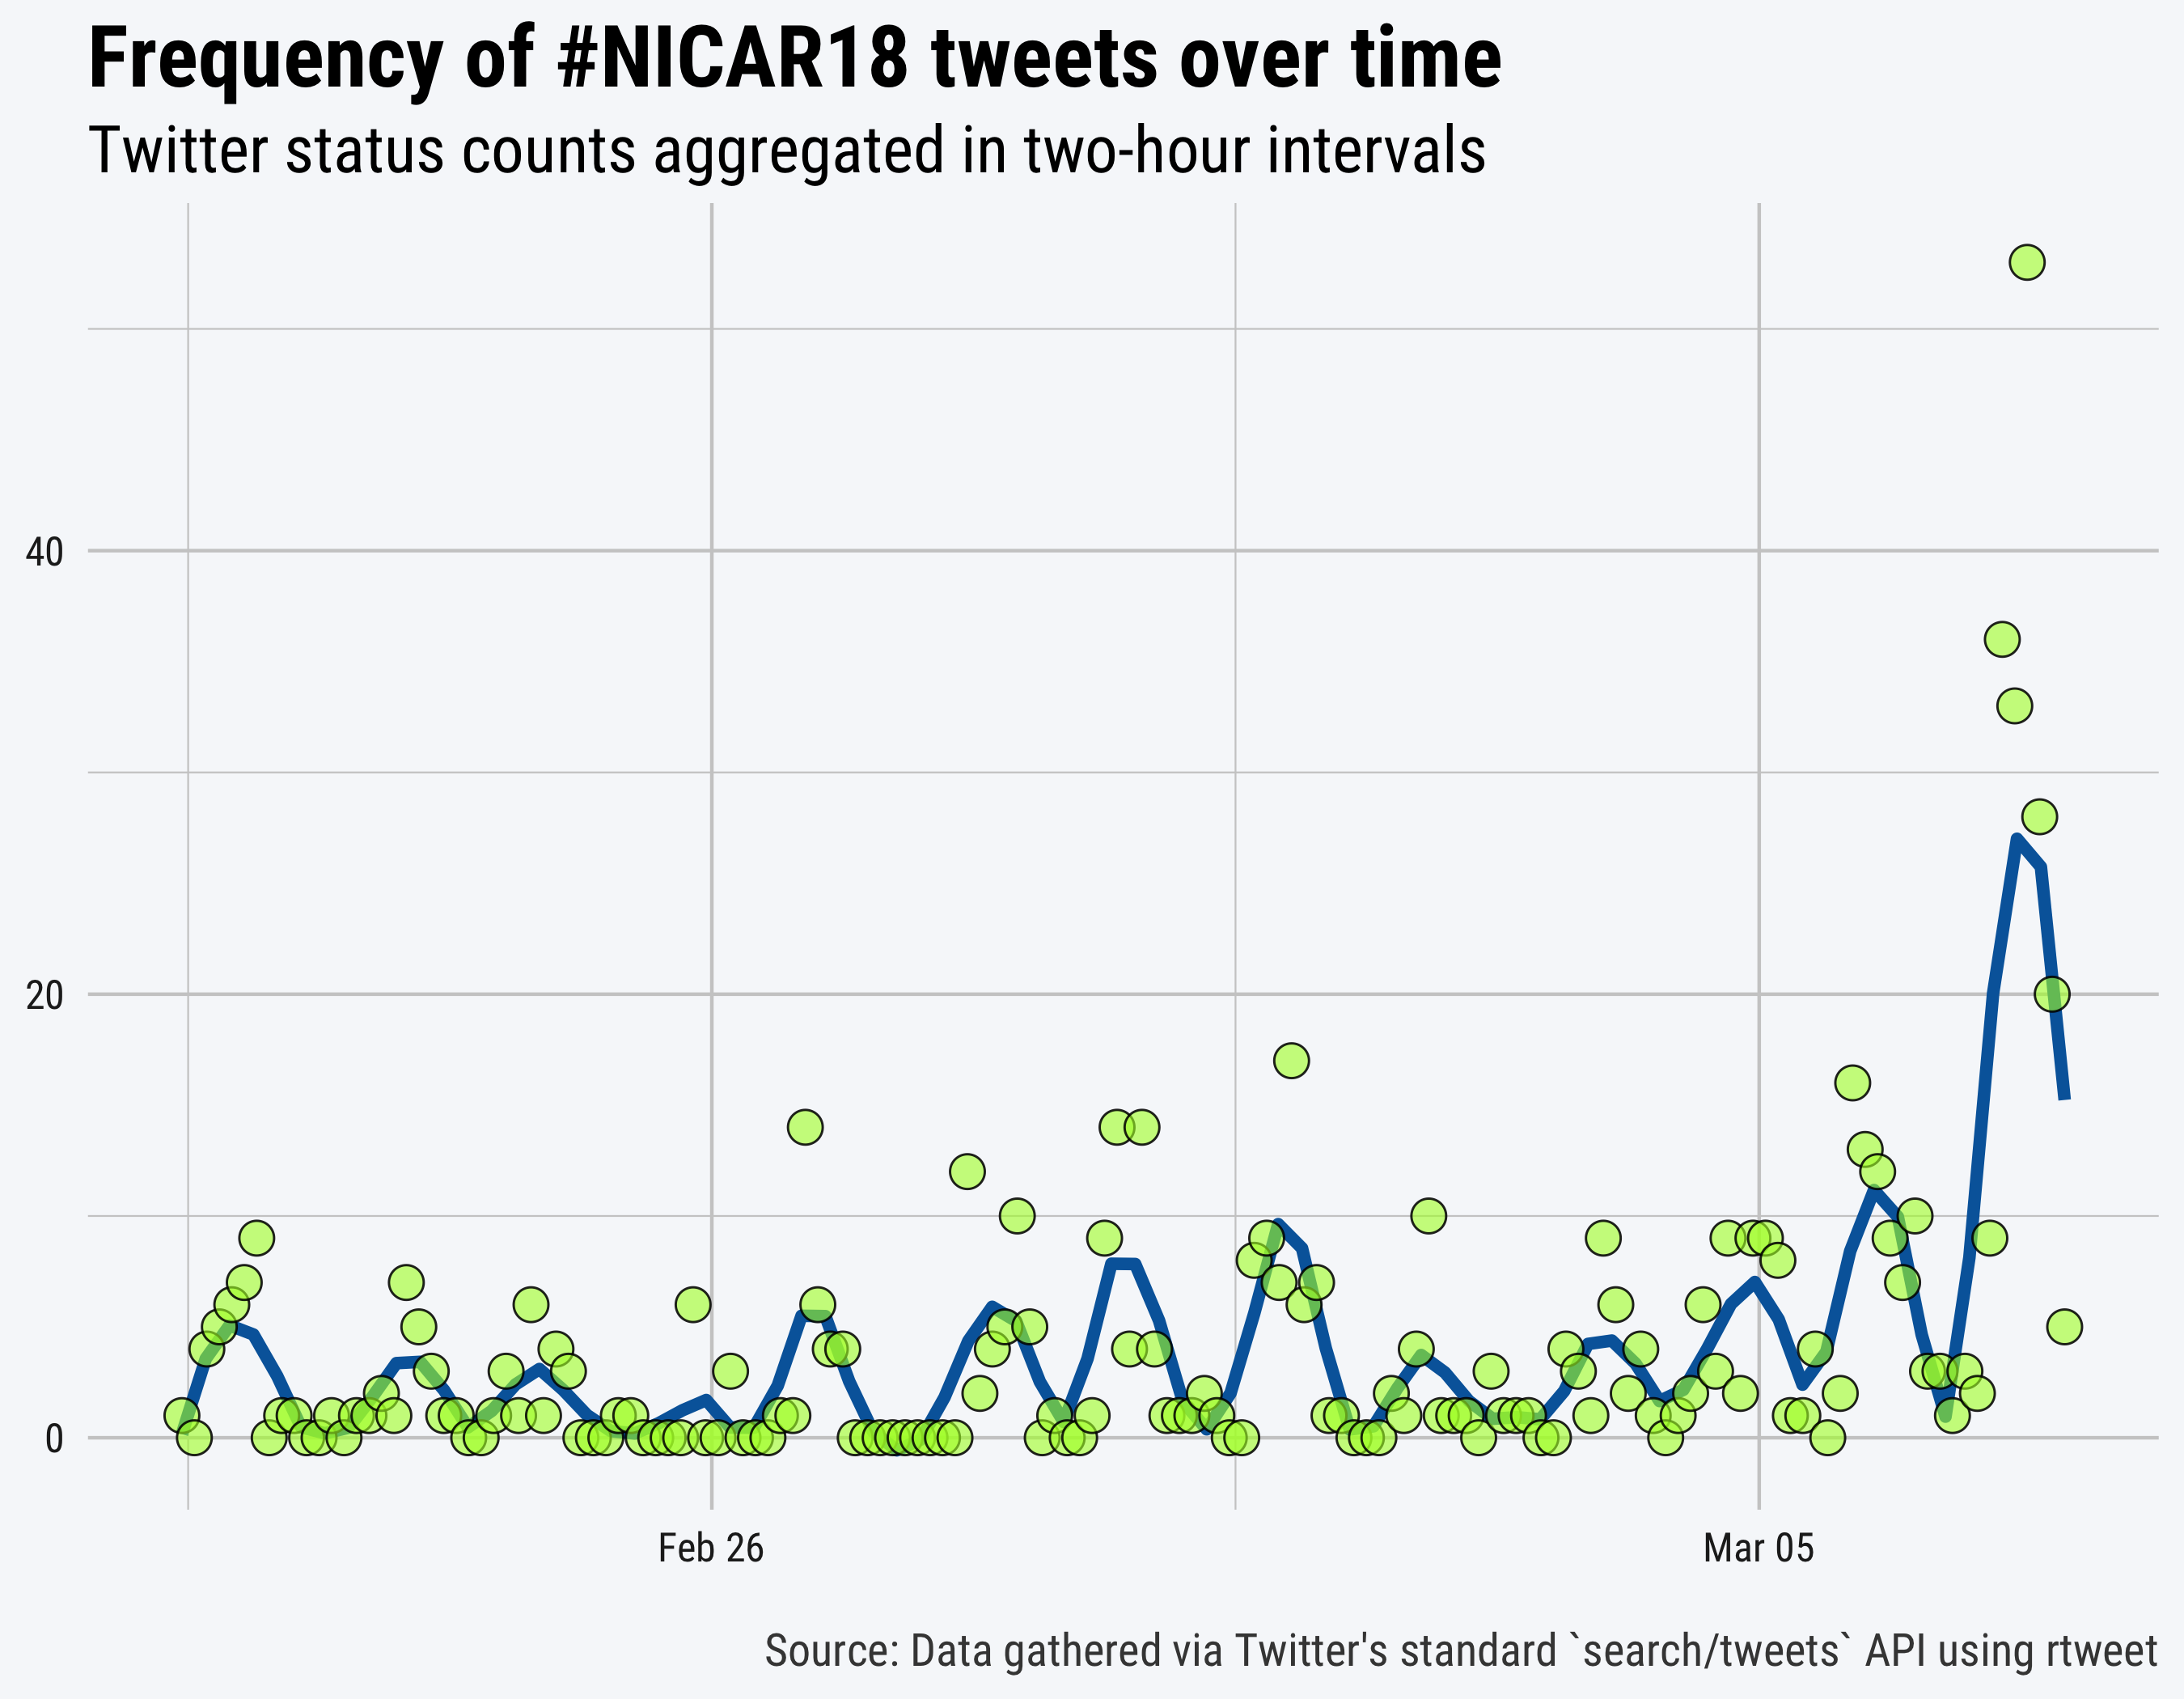 Frequency of #NICAR18 tweets over time
Twitter status counts aggregated in two-hour intervals
40
20
0
Feb 26
Mar 05
Source: Data gathered via Twitter's standard `search/tweets` API using rtweet